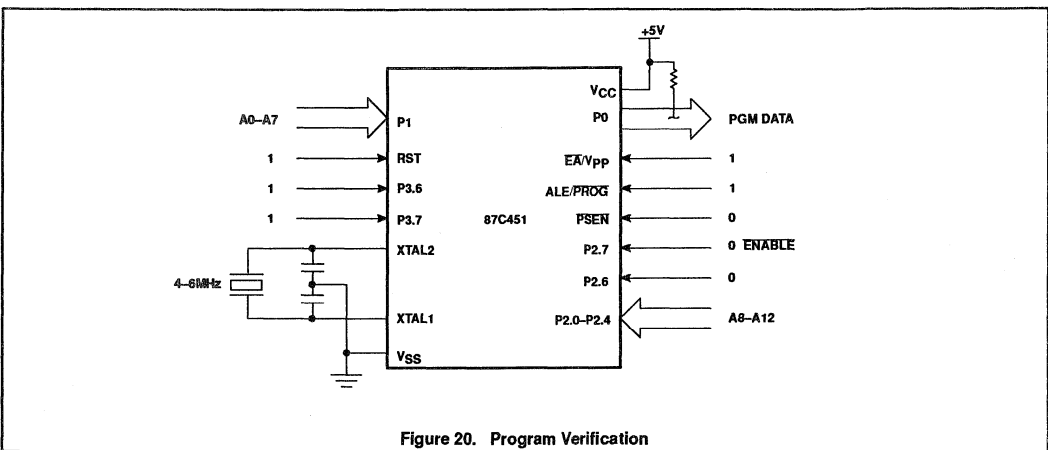 +5V
VCC
P0
PGM DATA
A0–A7
P1
1
RST
EA/VPP
1
1
P3.6
ALE/PROG
1
1
P3.7
87C451
PSEN
0
XTAL2
P2.7
0 ENABLE
4–6MHz
P2.6
0
XTAL1
P2.0–P2.4
A8–A12
VSS
Figure 20. Program Verification